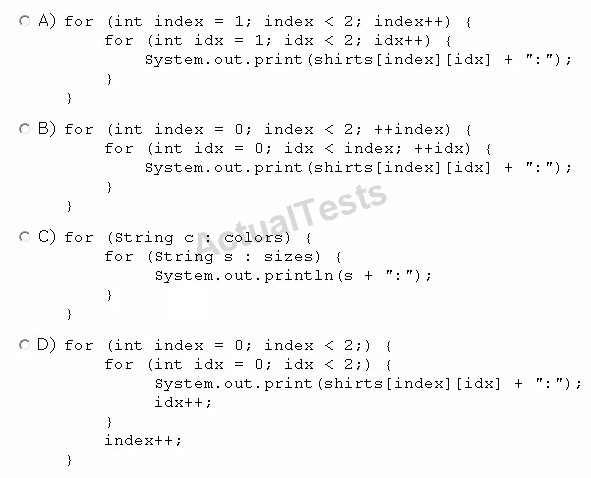 A) for (int index = 1; index < 2; index++) {
for (int idx = 1; idx < 2; idx++) {
System.out.print(shirts[index][idx] + ":");
}
}
B) for (int index = 0; index < 2; ++index) {
for (int idx = 0; idx < index; ++idx) {
System.out.print(shirts[index][idx] + ":");
}
}
ActualTests
C) for (String c : colors) {
for (String s : sizes) {
System.out.println(s + ":");
}
}
D) for (int index = 0; index < 2;) {
for (int idx = 0; idx < 2;) {
System.out.print(shirts[index][idx] + ":");
idx++;
}
index++;
}